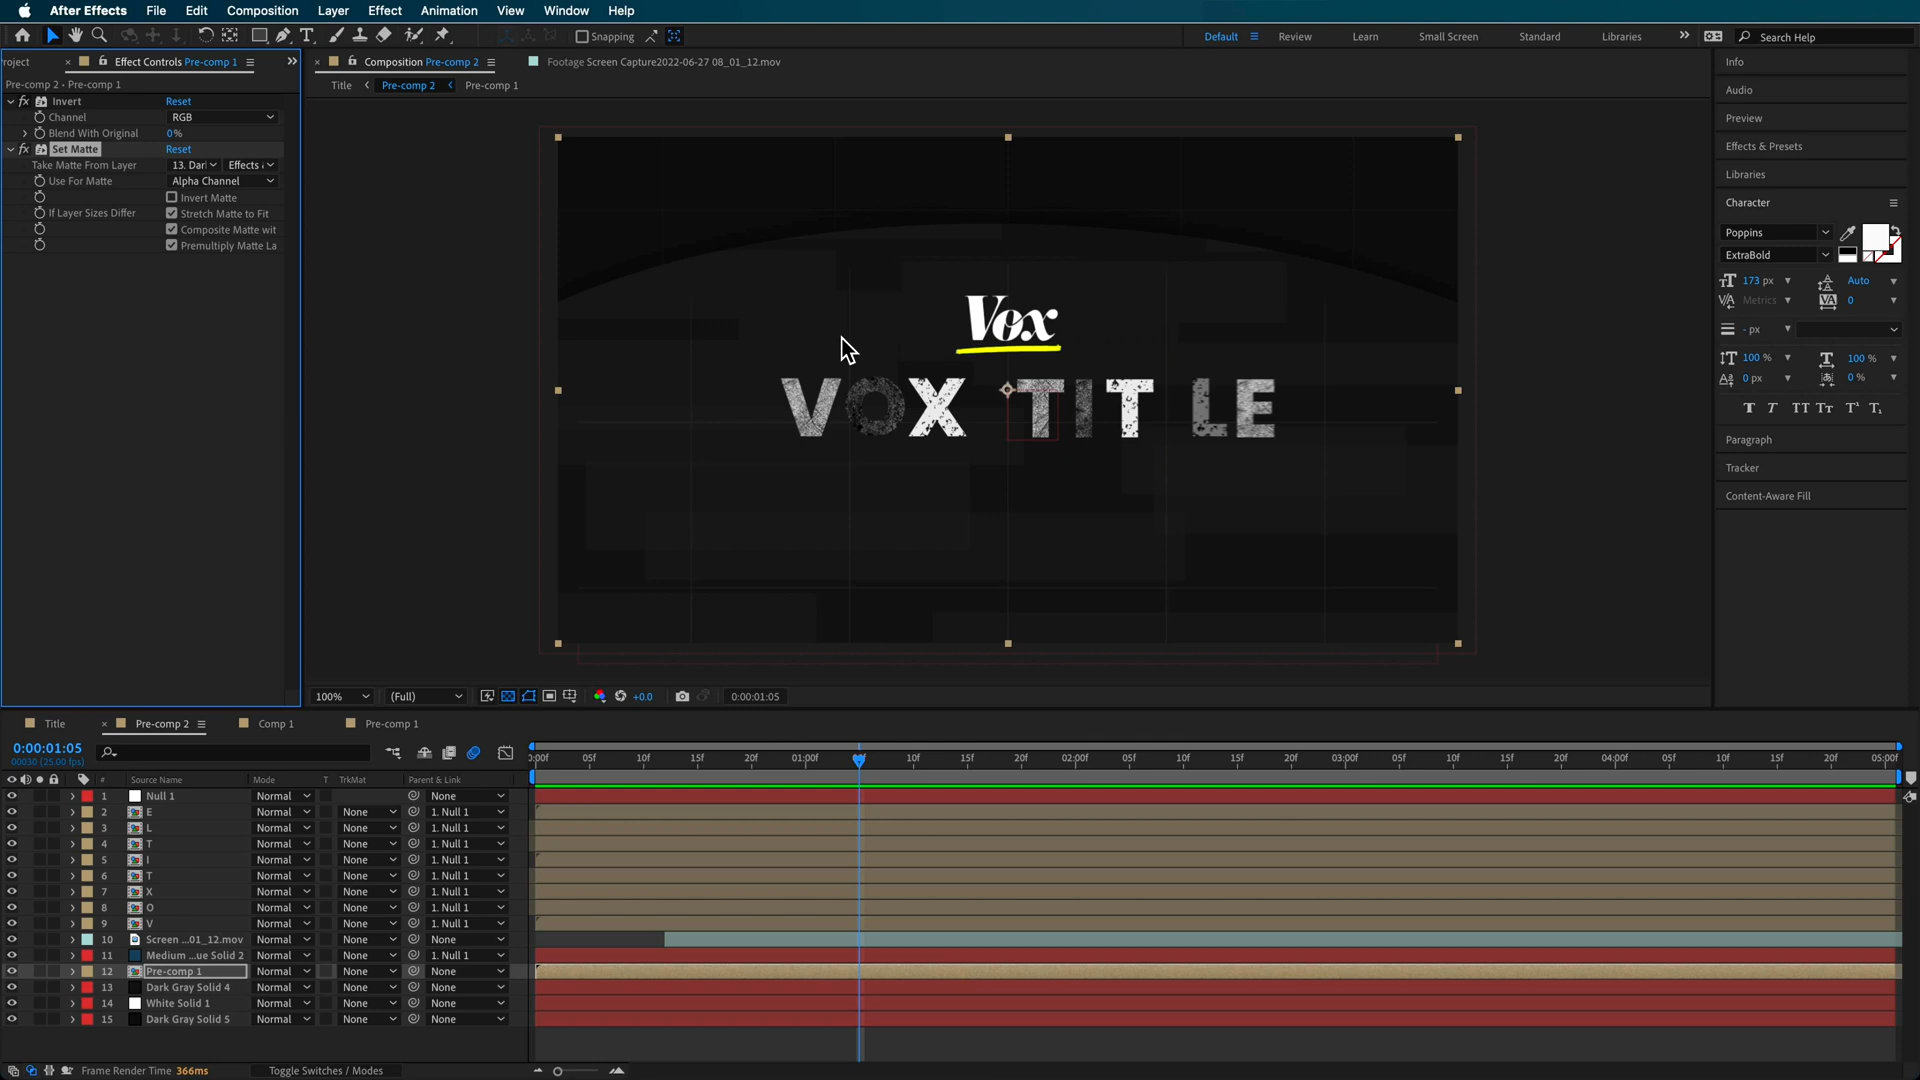 After Effects File Edit Composition Layer Effect Animation View Window Help
Snapping Default Review Learn Small Screen Standard Libraries Search Help
roject Effect Controls Pre-comp 1 Composition Pre-comp 2 Footage Screen Capture2022-06-27 08_01_12.mov Info
Pre-comp 2 • Pre-comp 1 Title Pre-comp 2 Pre-comp 1 Audio
fx Invert Reset
Channel RGB
Preview
Blend With Original 0%
Effects & Presets
fx Set Matte Reset
Take Matte From Layer 13. Dar Effects
Libraries
Use For Matte Alpha Channel
Invert Matte
Character
If Layer Sizes Differ Stretch Matte to Fit
Composite Matte wit
Poppins
Premultiply Matte La
ExtraBold
173 px Auto
Metrics 0
Vox
- px
100 % 100 %
0 px 0 %
VOX TITLE
T T TT Tt T¹ T₁
Paragraph
Tracker
Content-Aware Fill
100% (Full) +0.0 0:00:01:05
Title Pre-comp 2 Comp 1 Pre-comp 1
0:00:01:05
00030 (25.00 fps)
:00f 05f 10f 15f 20f 01:00f 05f 10f 15f 20f 02:00f 05f 10f 15f 20f 03:00f 05f 10f 15f 20f 04:00f 05f 10f 15f 20f 05:00f
# Source Name Mode T TrkMat Parent & Link
1 Null 1 Normal None
2 E Normal None 1. Null 1
3 L Normal None 1. Null 1
4 T Normal None 1. Null 1
5 I Normal None 1. Null 1
6 T Normal None 1. Null 1
7 X Normal None 1. Null 1
8 O Normal None 1. Null 1
9 V Normal None 1. Null 1
10 Screen ...01_12.mov Normal None None
11 Medium ...ue Solid 2 Normal None 1. Null 1
12 Pre-comp 1 Normal None None
13 Dark Gray Solid 4 Normal None None
14 White Solid 1 Normal None None
15 Dark Gray Solid 5 Normal None None
Frame Render Time 366ms Toggle Switches / Modes